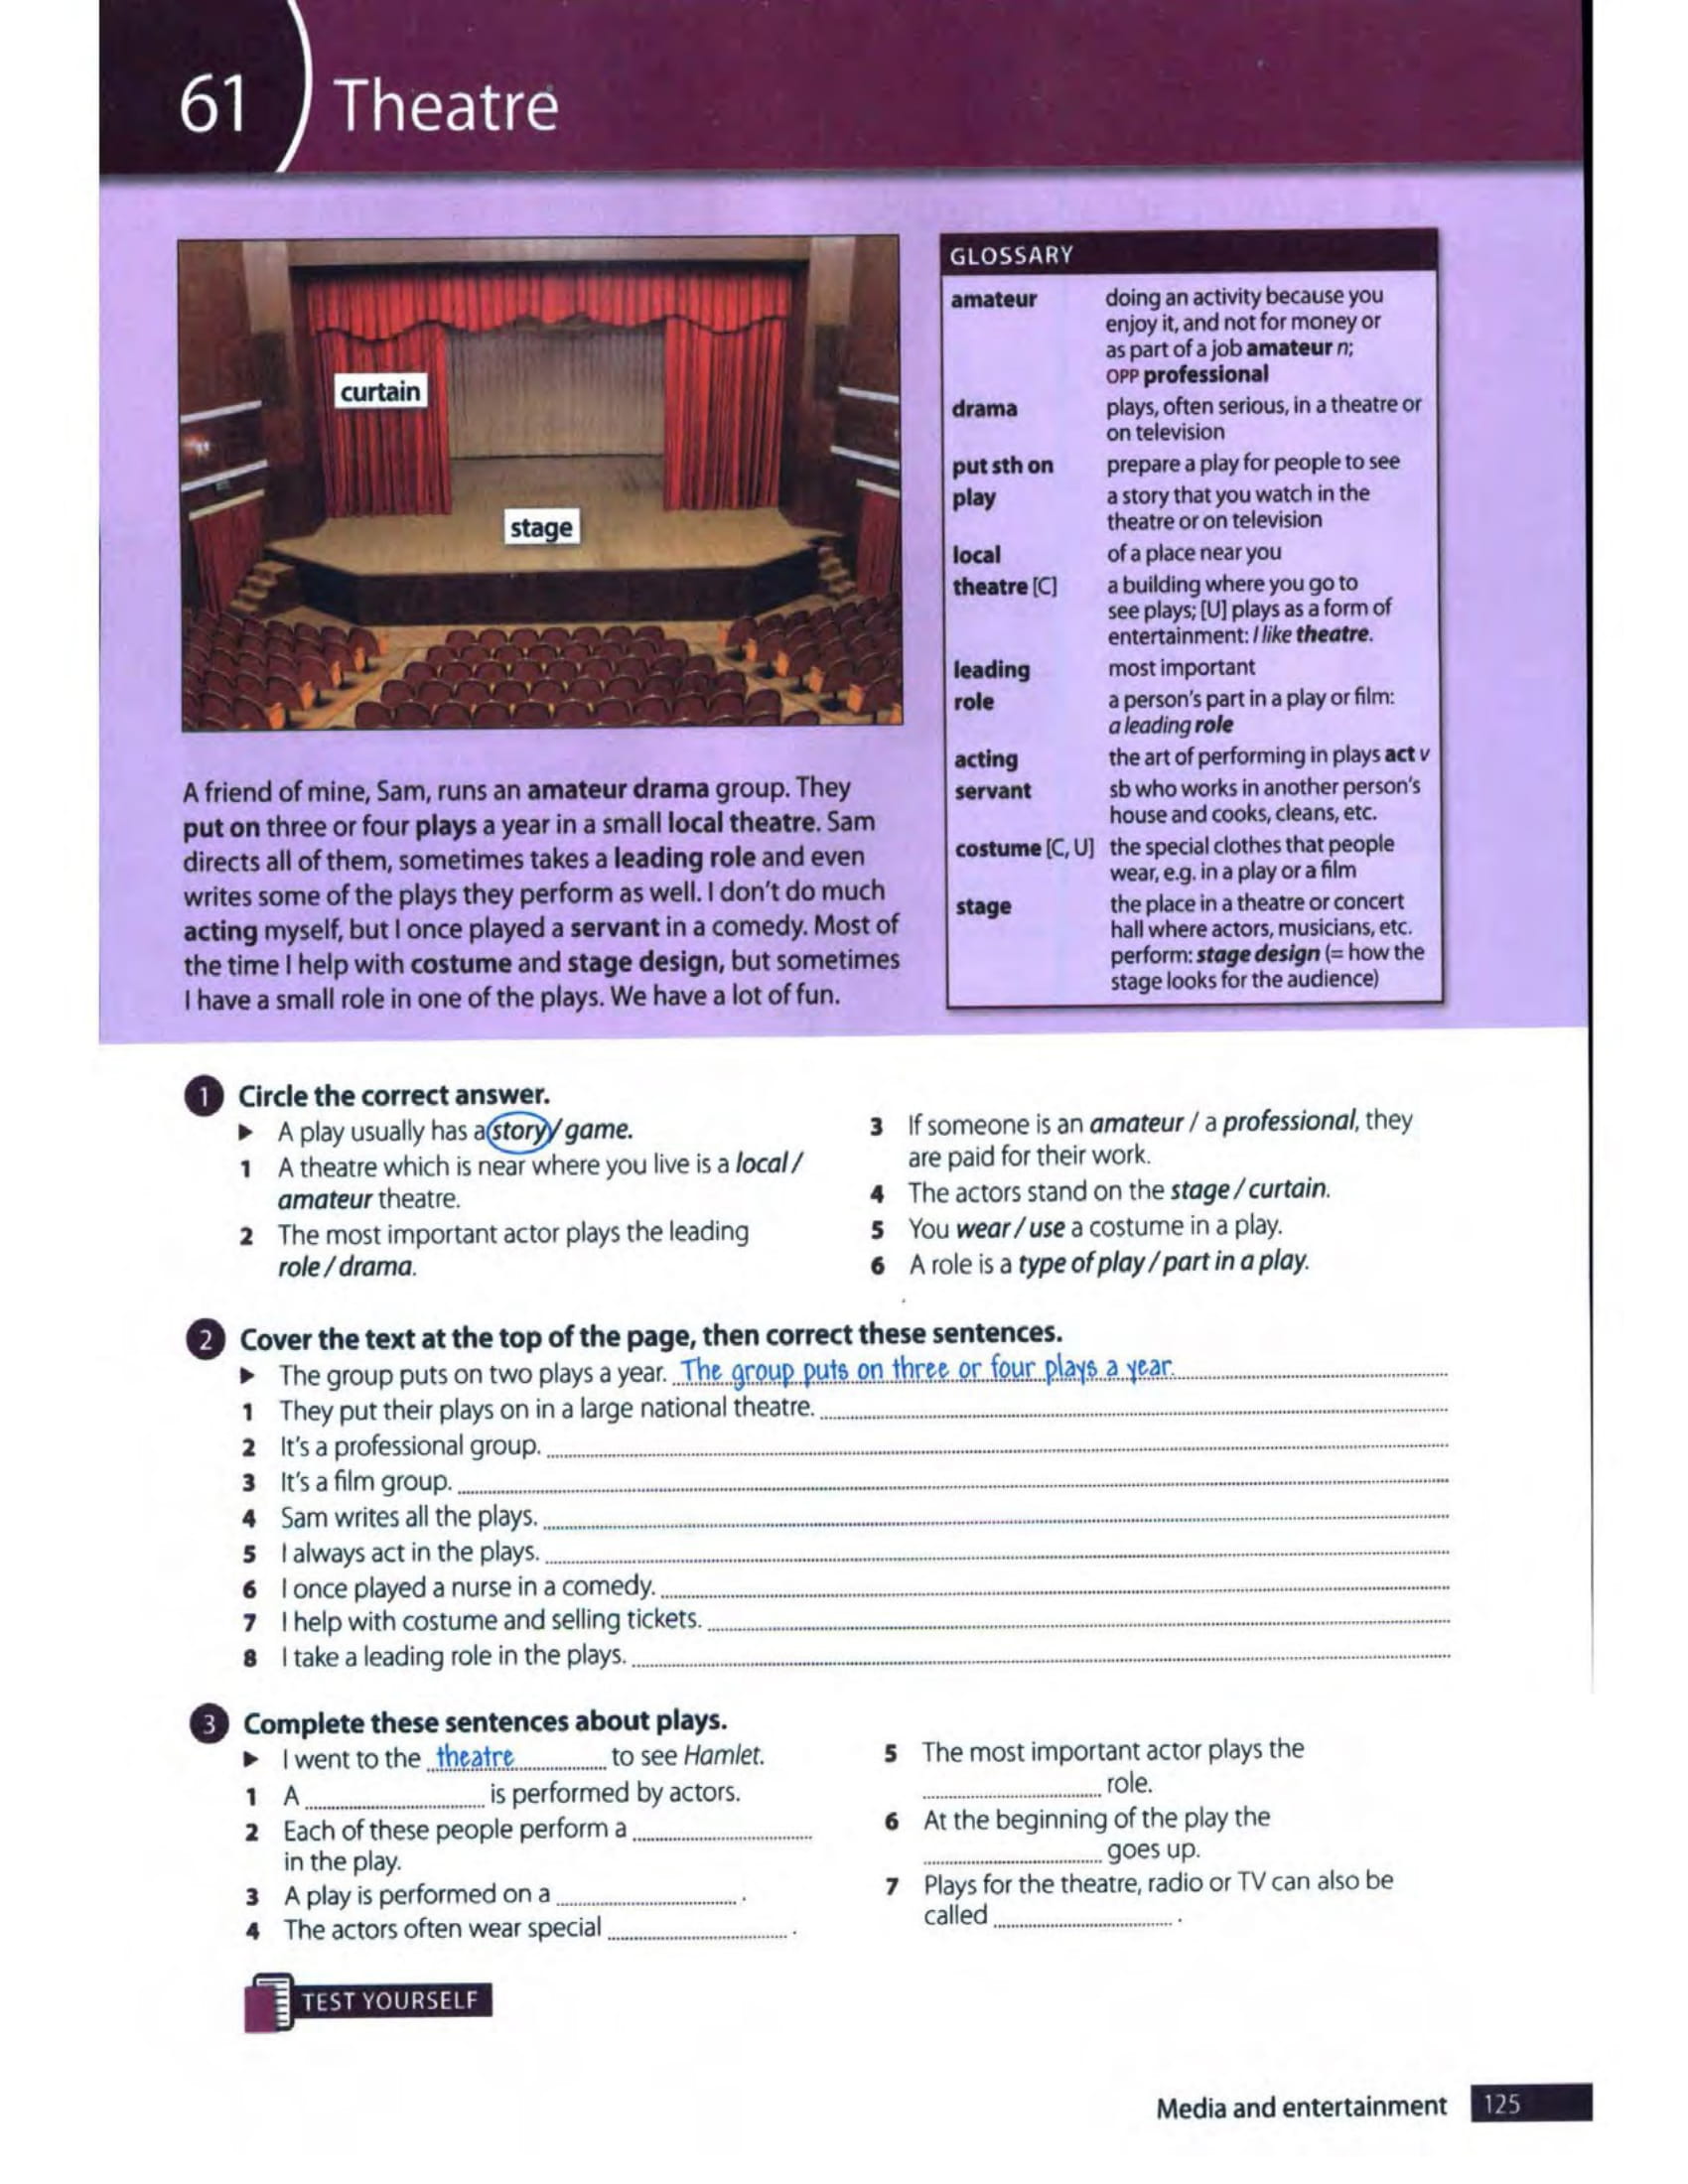 61 Theatre
curtain
stage
GLOSSARY
amateur doing an activity because you
enjoy it, and not for money or
as part of a job amateur n;
OPP professional
drama plays, often serious, in a theatre or
on television
put sth on prepare a play for people to see
play a story that you watch in the
theatre or on television
local of a place near you
theatre [C] a building where you go to
see plays; [U] plays as a form of
entertainment: I like theatre.
leading most important
role a person's part in a play or film:
a leading role
acting the art of performing in plays act v
servant sb who works in another person's
house and cooks, cleans, etc.
costume [C, U] the special clothes that people
wear, e.g. in a play or a film
stage the place in a theatre or concert
hall where actors, musicians, etc.
perform: stage design (= how the
stage looks for the audience)
A friend of mine, Sam, runs an amateur drama group. They
put on three or four plays a year in a small local theatre. Sam
directs all of them, sometimes takes a leading role and even
writes some of the plays they perform as well. I don't do much
acting myself, but I once played a servant in a comedy. Most of
the time I help with costume and stage design, but sometimes
I have a small role in one of the plays. We have a lot of fun.
1 Circle the correct answer.
▶ A play usually has a story / game.
1 A theatre which is near where you live is a local /
amateur theatre.
2 The most important actor plays the leading
role / drama.
3 If someone is an amateur / a professional, they
are paid for their work.
4 The actors stand on the stage / curtain.
5 You wear / use a costume in a play.
6 A role is a type of play / part in a play.
2 Cover the text at the top of the page, then correct these sentences.
▶ The group puts on two plays a year. The group puts on three or four plays a year.
1 They put their plays on in a large national theatre.
2 It's a professional group.
3 It's a film group.
4 Sam writes all the plays.
5 I always act in the plays.
6 I once played a nurse in a comedy.
7 I help with costume and selling tickets.
8 I take a leading role in the plays.
3 Complete these sentences about plays.
▶ I went to the theatre to see Hamlet.
1 A is performed by actors.
2 Each of these people perform a
in the play.
3 A play is performed on a .
4 The actors often wear special .
5 The most important actor plays the
role.
6 At the beginning of the play the
goes up.
7 Plays for the theatre, radio or TV can also be
called .
TEST YOURSELF
Media and entertainment 125